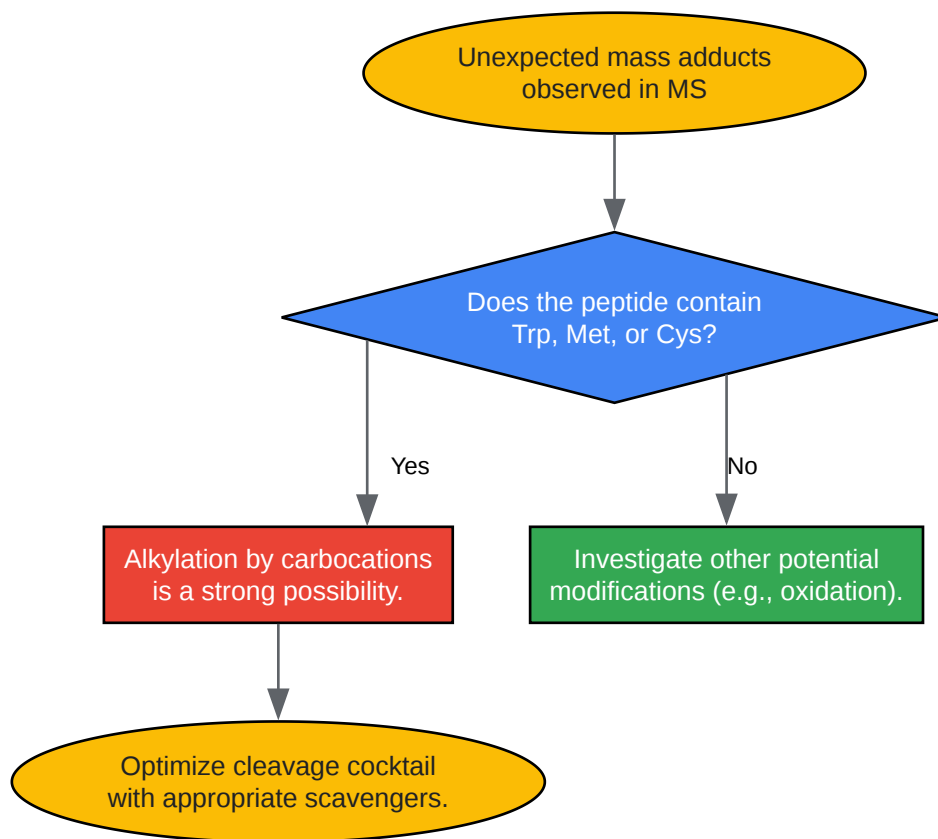 Unexpected mass adducts
observed in MS
Does the peptide contain
Trp, Met, or Cys?
Yes
No
Alkylation by carbocations
is a strong possibility.
Investigate other potential
modifications (e.g., oxidation).
Optimize cleavage cocktail
with appropriate scavengers.